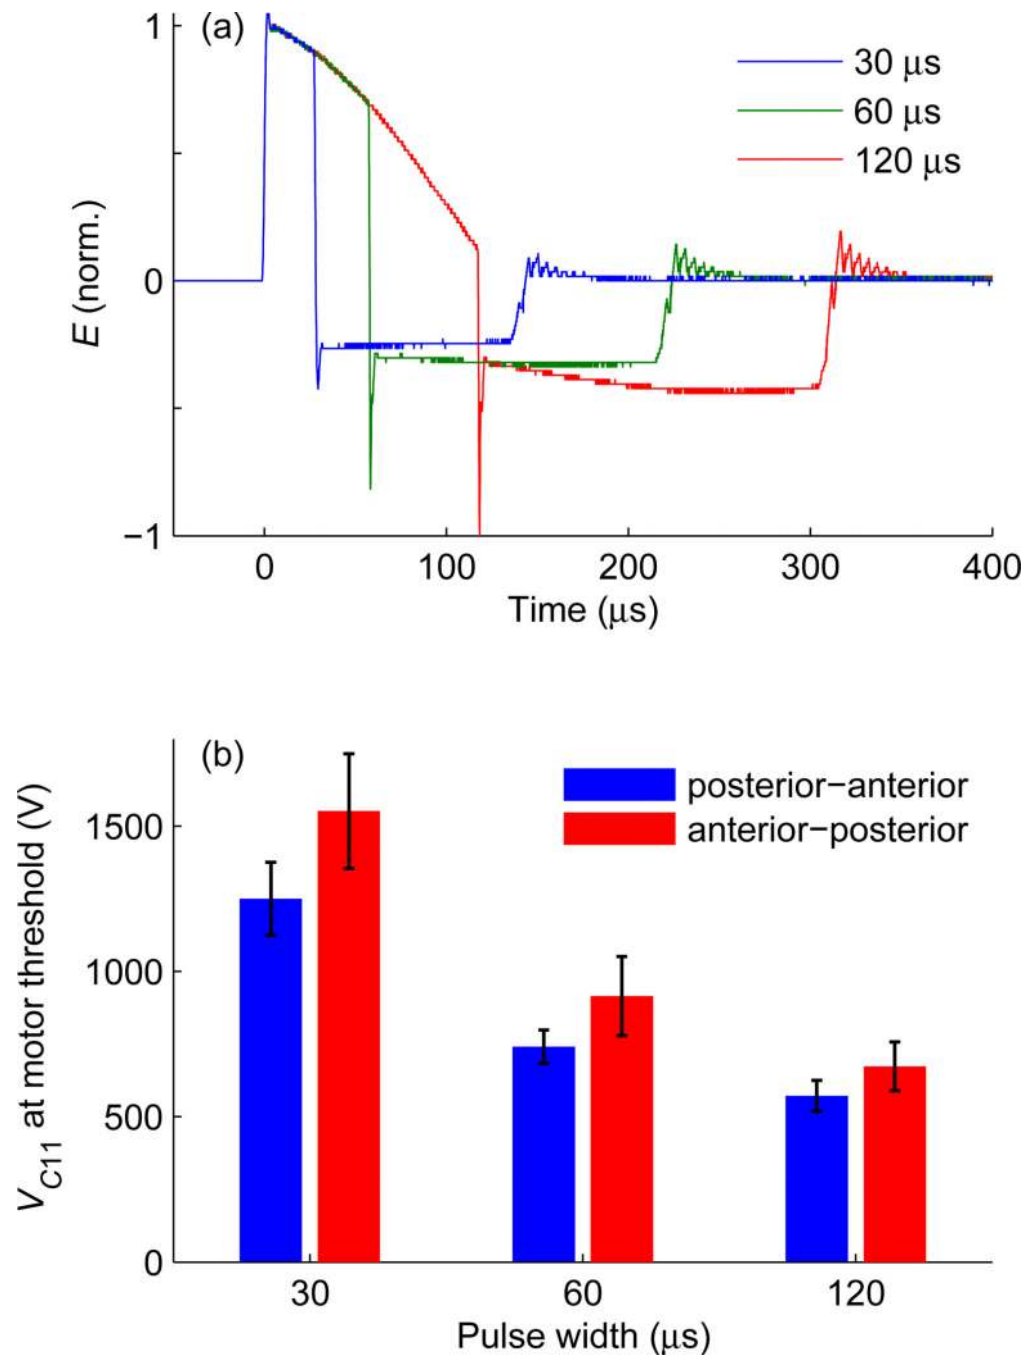 (a)
1
0
−1
E (norm.)
30 μs
60 μs
120 μs
0
100
200
300
400
Time (μs)
(b)
posterior−anterior
anterior−posterior
1500
1000
500
0
V_C11 at motor threshold (V)
30
60
120
Pulse width (μs)